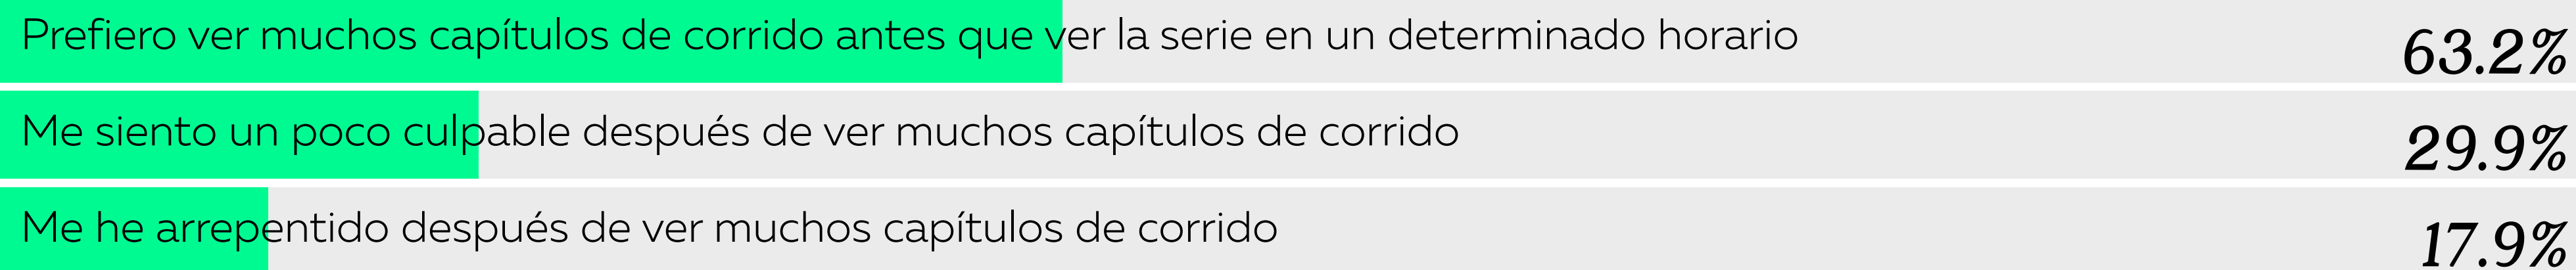 Prefiero ver muchos capítulos de corrido antes que ver la serie en un determinado horario 63.2%
Me siento un poco culpable después de ver muchos capítulos de corrido 29.9%
Me he arrepentido después de ver muchos capítulos de corrido 17.9%